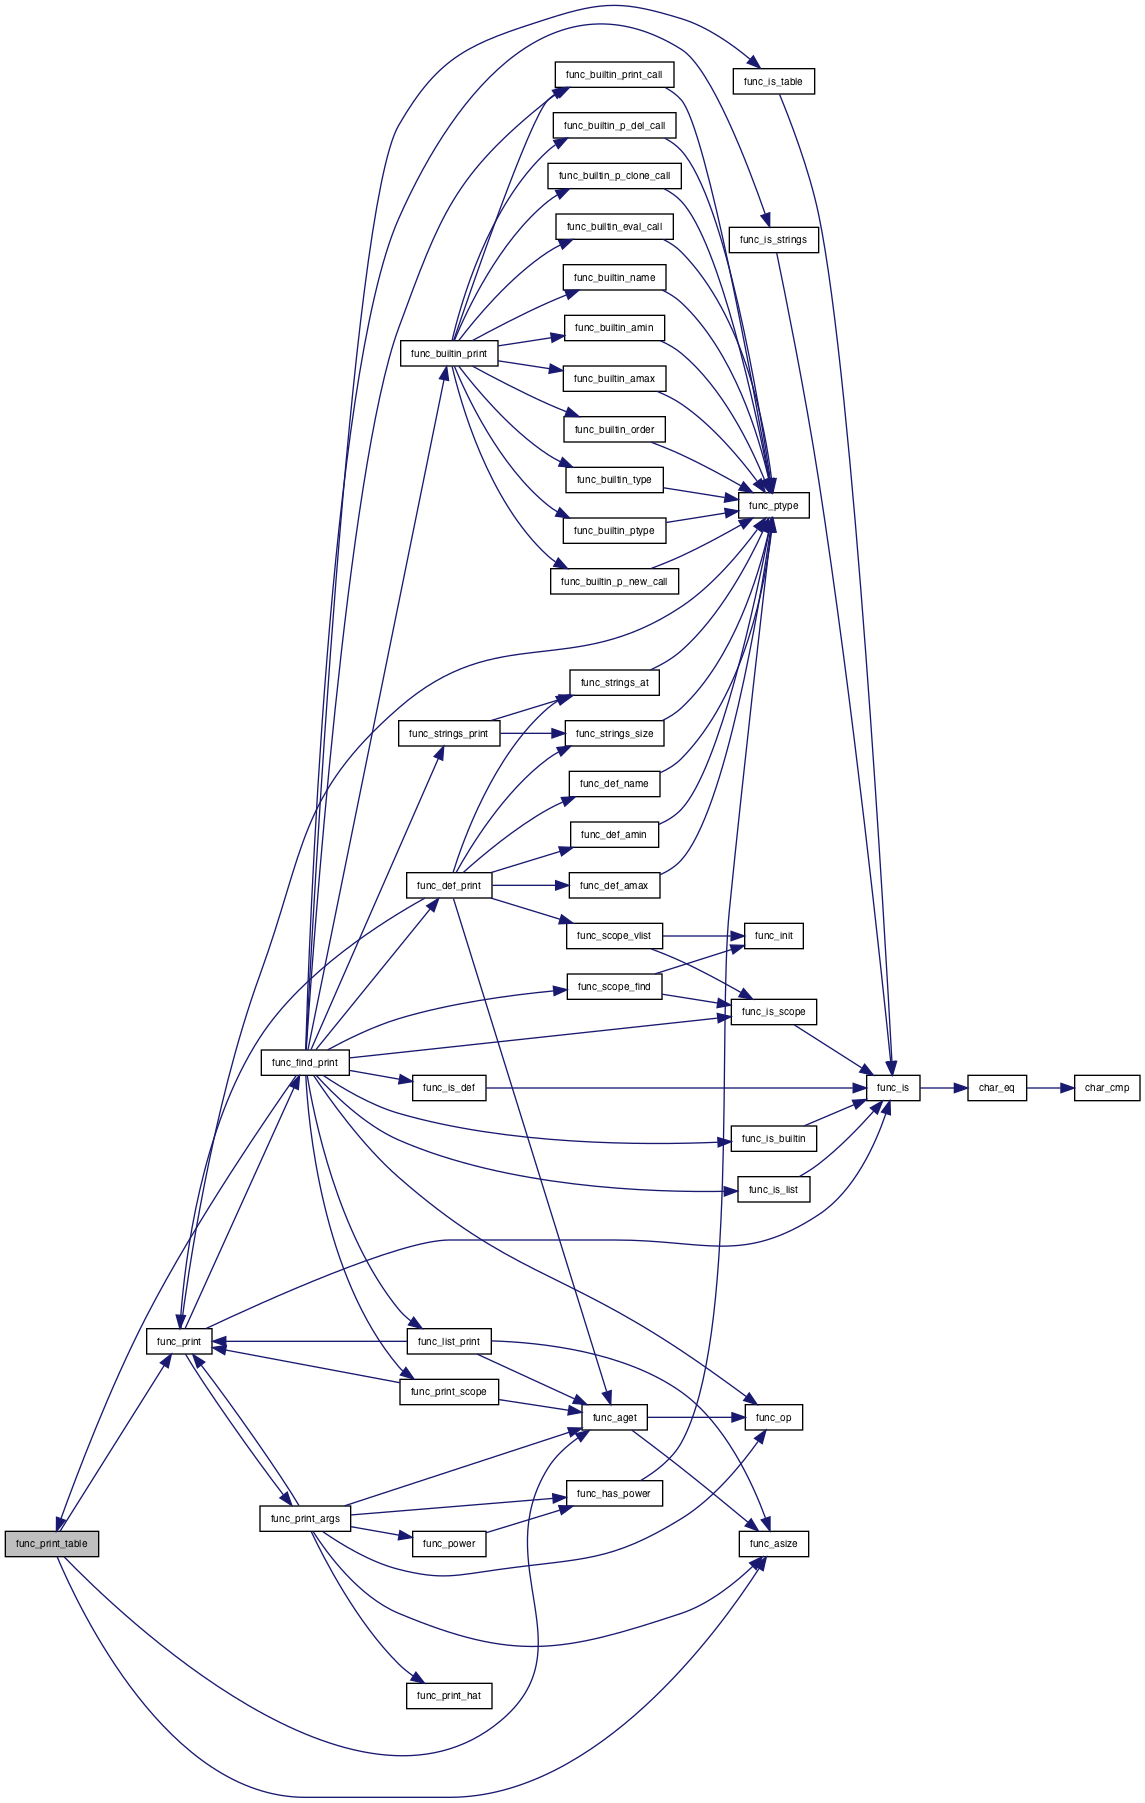 func_builtin_print_call
func_is_table
func_builtin_p_del_call
func_builtin_p_clone_call
func_builtin_eval_call
func_is_strings
func_builtin_name
func_builtin_amin
func_builtin_print
func_builtin_amax
func_builtin_order
func_builtin_type
func_ptype
func_builtin_ptype
func_builtin_p_new_call
func_strings_at
func_strings_print
func_strings_size
func_def_name
func_def_amin
func_def_print
func_def_amax
func_scope_vlist
func_init
func_scope_find
func_is_scope
func_find_print
func_is_def
func_is
char_eq
char_cmp
func_is_builtin
func_is_list
func_print
func_list_print
func_print_scope
func_aget
func_op
func_has_power
func_print_args
func_print_table
func_power
func_asize
func_print_hat